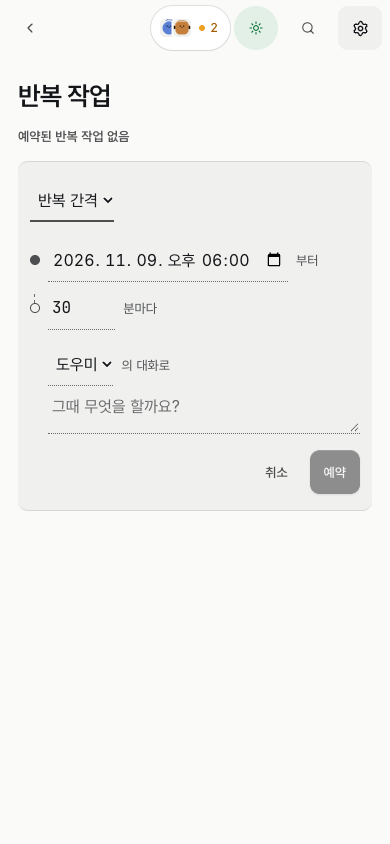 2
반복 작업
예약된 반복 작업 없음
반복 간격
2026. 11. 09. 오후 06:00 부터
30 분마다
도우미 의 대화로
그때 무엇을 할까요?
취소 예약